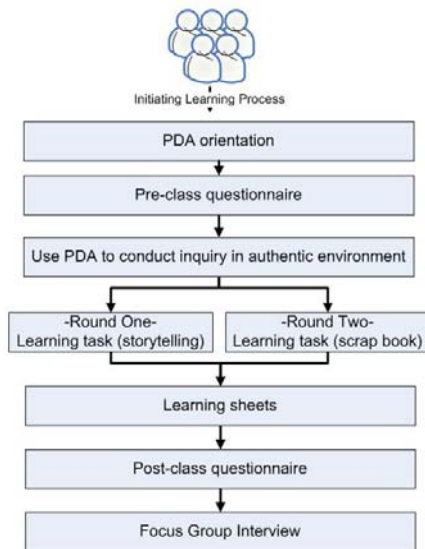 Initiating Learning Process
PDA orientation
Pre-class questionnaire
Use PDA to conduct inquiry in authentic environment
-Round One-
Learning task (storytelling)
-Round Two-
Learning task (scrap book)
Learning sheets
Post-class questionnaire
Focus Group Interview